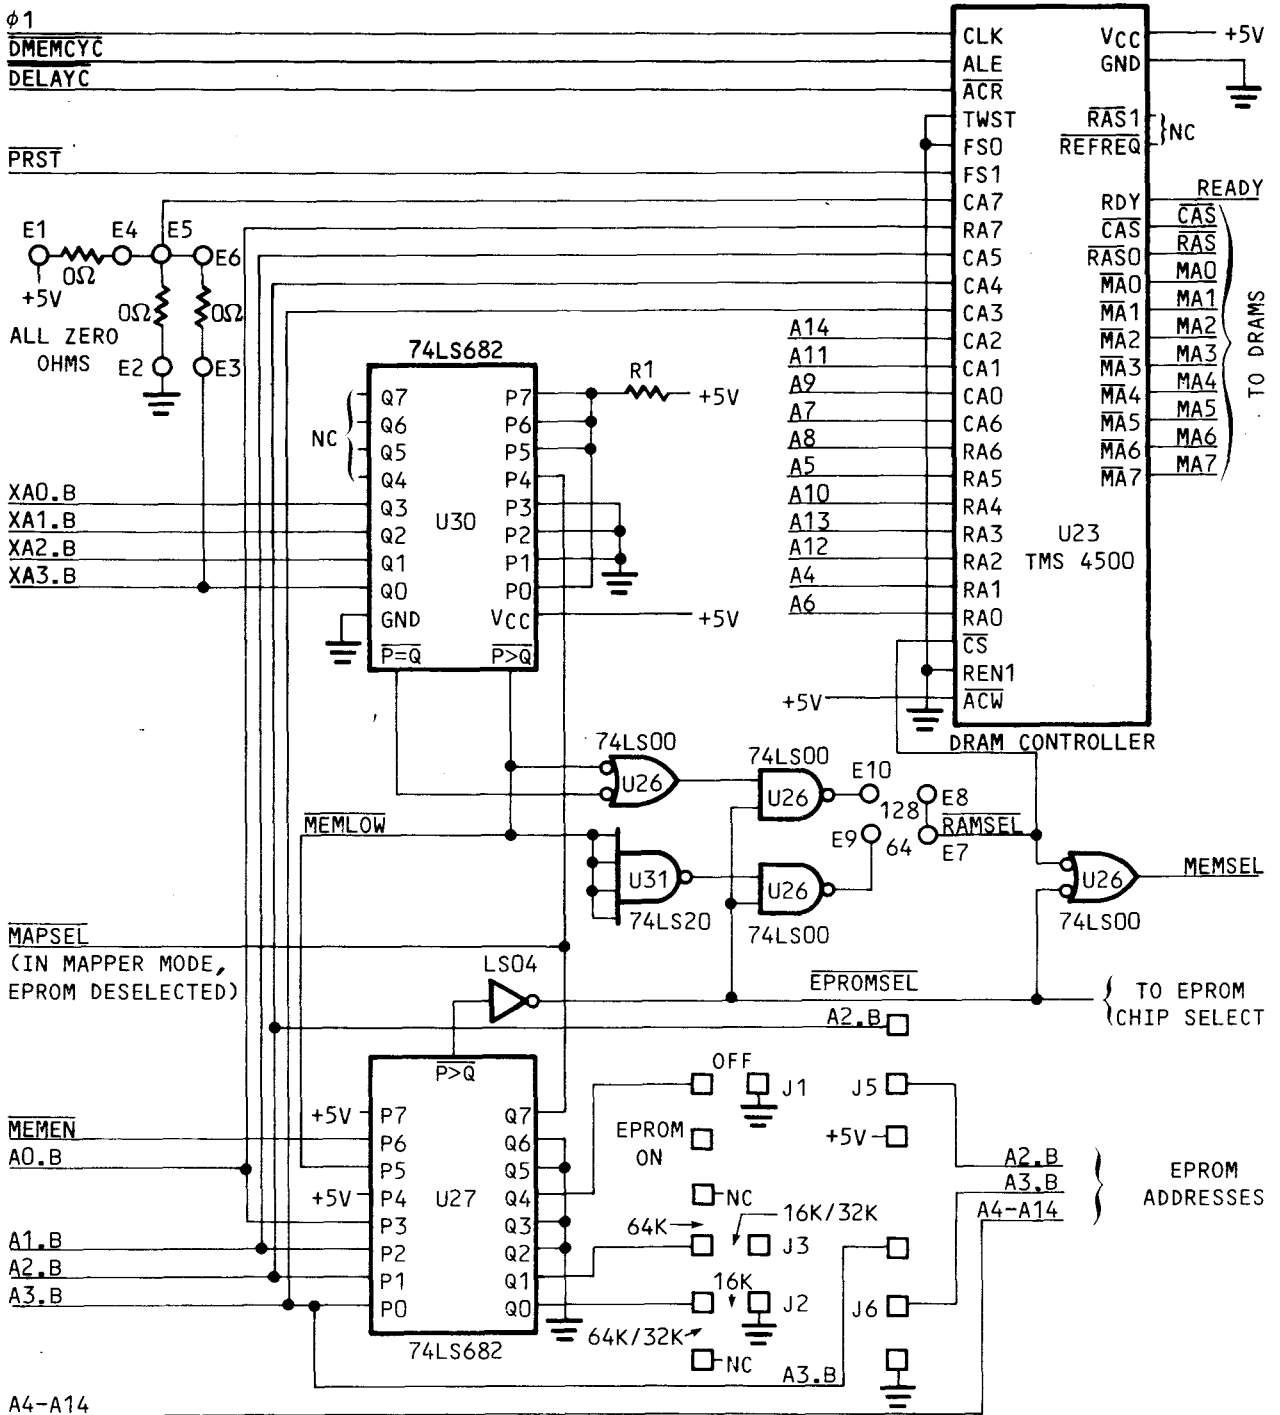 ϕ1
DMEMCYC
DELAYC
PRST
CLK VCC +5V
ALE GND
ACR
TWST RAS1 NC
FS0 REFREQ
FS1
CA7 RDY READY
RA7 CAS CAS
CA5 RAS0 RAS
CA4 MA0 MA0
CA3 MA1 MA1
A14 CA2 MA2 MA2
A11 CA1 MA3 MA3
A9 CA0 MA4 MA4
A7 CA6 MA5 MA5
A8 RA6 MA6 MA6
A5 RA5 MA7 MA7
A10 RA4
A13 RA3 U23
A12 RA2 TMS 4500
A4 RA1
A6 RA0
CS
REN1
+5V ACW
DRAM CONTROLLER
TO DRAMS
E1 E4 E5 E6
0Ω
+5V 0Ω 0Ω
ALL ZERO
OHMS E2 E3
74LS682
Q7 P7 R1 +5V
Q6 P6
NC Q5 P5
Q4 P4
XA0.B Q3 P3
XA1.B Q2 U30 P2
XA2.B Q1 P1
XA3.B Q0 P0
GND VCC +5V
P=Q P>Q
74LS00 74LS00
U26 U26 E10 E8
128
MEMLOW E9 64 E7 RAMSEL
U31 U26 U26 MEMSEL
74LS20 74LS00 74LS00
MAPSEL
(IN MAPPER MODE,
EPROM DESELECTED)
LS04 EPROMSEL TO EPROM
CHIP SELECT
A2.B
P>Q OFF
+5V P7 Q7 J1 J5
MEMEN P6 Q6 EPROM +5V
A0.B P5 Q5 ON A2.B EPROM
+5V P4 U27 Q4 NC A3.B ADDRESSES
P3 Q3 64K 16K/32K A4-A14
A1.B P2 Q2 J3
A2.B P1 Q1 16K
A3.B P0 Q0 J2 J6
74LS682 64K/32K
NC A3.B
A4-A14